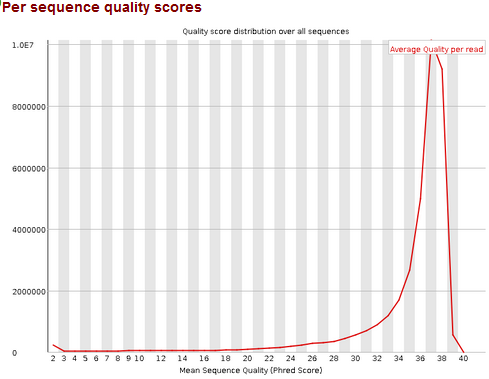 Per sequence quality scores
Quality score distribution over all sequences
Average Quality per read
1.0E7
8000000
6000000
4000000
2000000
0
2 3 4 5 6 7 8 9 10 12 14 16 18 20 22 24 26 28 30 32 34 36 38 40
Mean Sequence Quality (Phred Score)